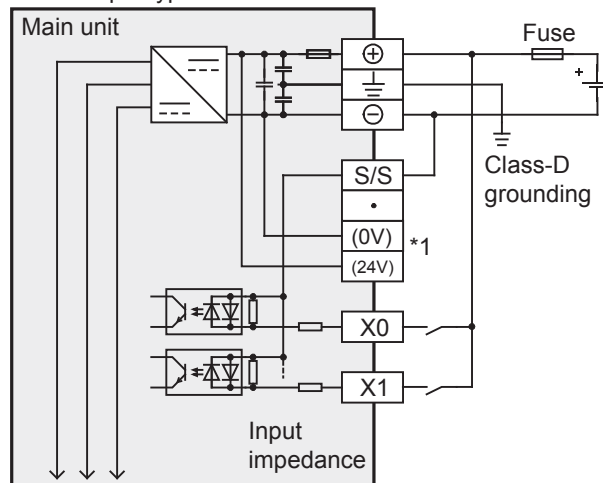 Main unit
Fuse
+
S/S
Class-D
grounding
•
(0V)
*1
(24V)
X0
X1
Input
impedance